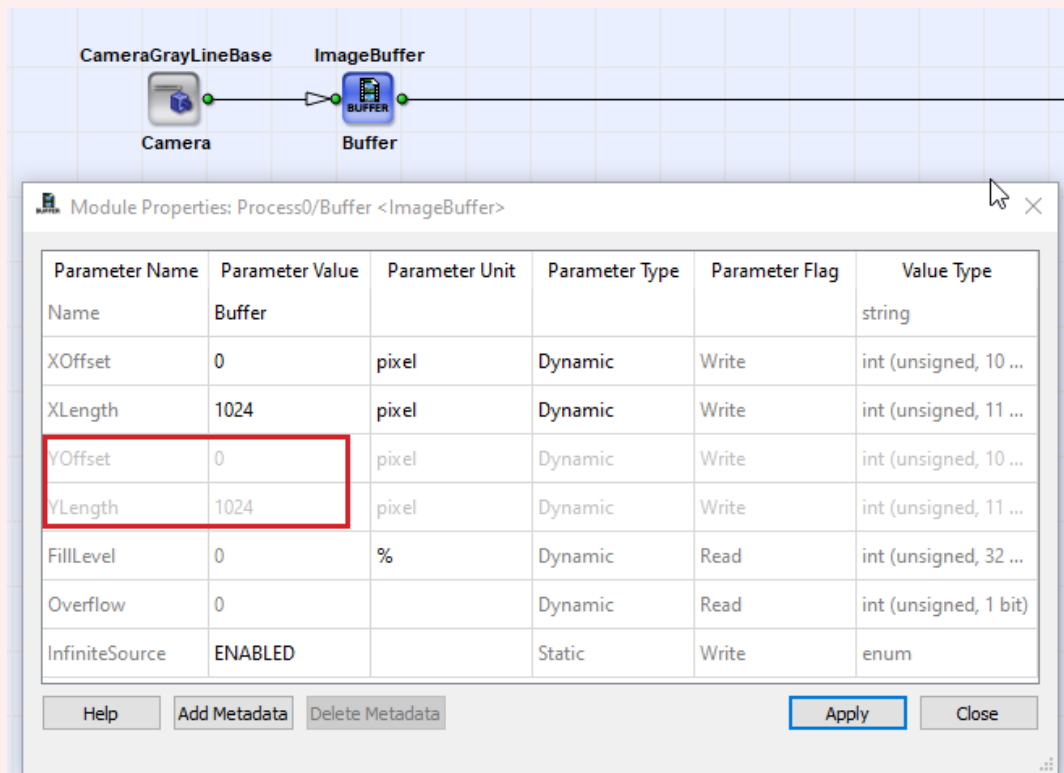 CameraGrayLineBase ImageBuffer
BUFFER
Camera Buffer
BUFFER Module Properties: Process0/Buffer <ImageBuffer>
Parameter Name Parameter Value Parameter Unit Parameter Type Parameter Flag Value Type
Name Buffer string
XOffset 0 pixel Dynamic Write int (unsigned, 10 ...
XLength 1024 pixel Dynamic Write int (unsigned, 11 ...
YOffset 0 pixel Dynamic Write int (unsigned, 10 ...
YLength 1024 pixel Dynamic Write int (unsigned, 11 ...
FillLevel 0 % Dynamic Read int (unsigned, 32 ...
Overflow 0 Dynamic Read int (unsigned, 1 bit)
InfiniteSource ENABLED Static Write enum
Help Add Metadata Delete Metadata Apply Close